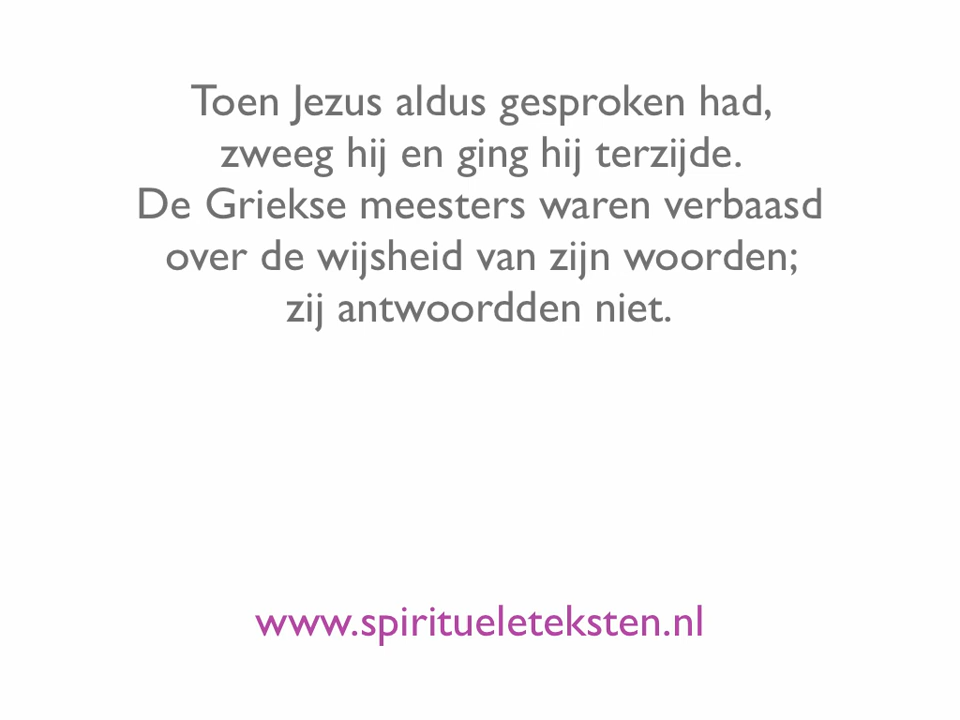 Toen Jezus aldus gesproken had,
zweeg hij en ging hij terzijde.
De Griekse meesters waren verbaasd
over de wijsheid van zijn woorden;
zij antwoordden niet.
www.spiritueleteksten.nl